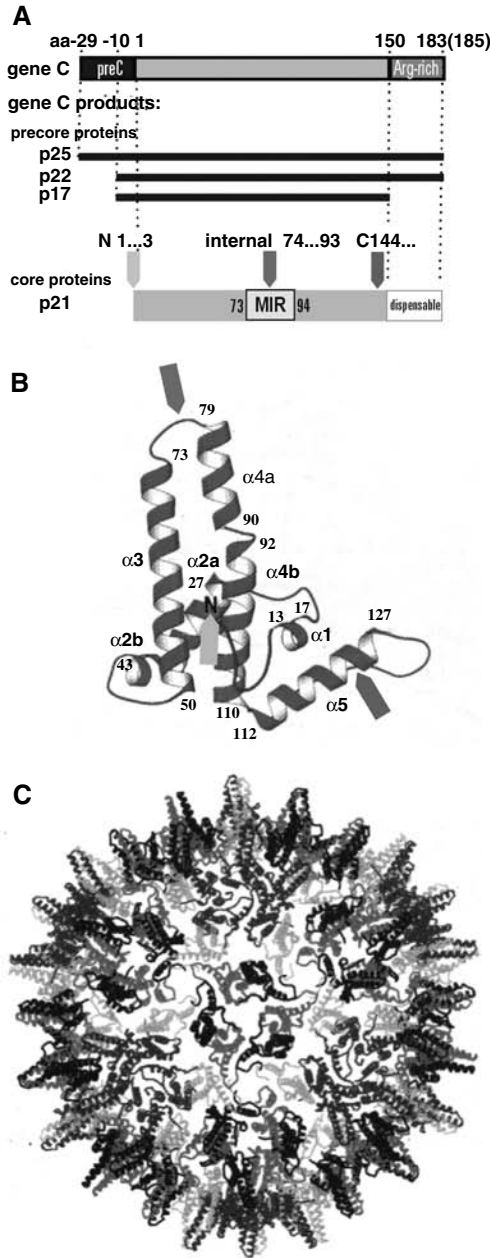 A
aa-29 -10 1 150 183(185)
gene C preC Arg-rich
gene C products:
precore proteins
p25
p22
p17
N 1...3 internal 74...93 C144...
core proteins
p21 73 MIR 94 dispensable
B
79
73
α4a
90
92
α3 α2a
27 α4b
N 13 17 127
α2b α1
43
50 110 α5
112
C